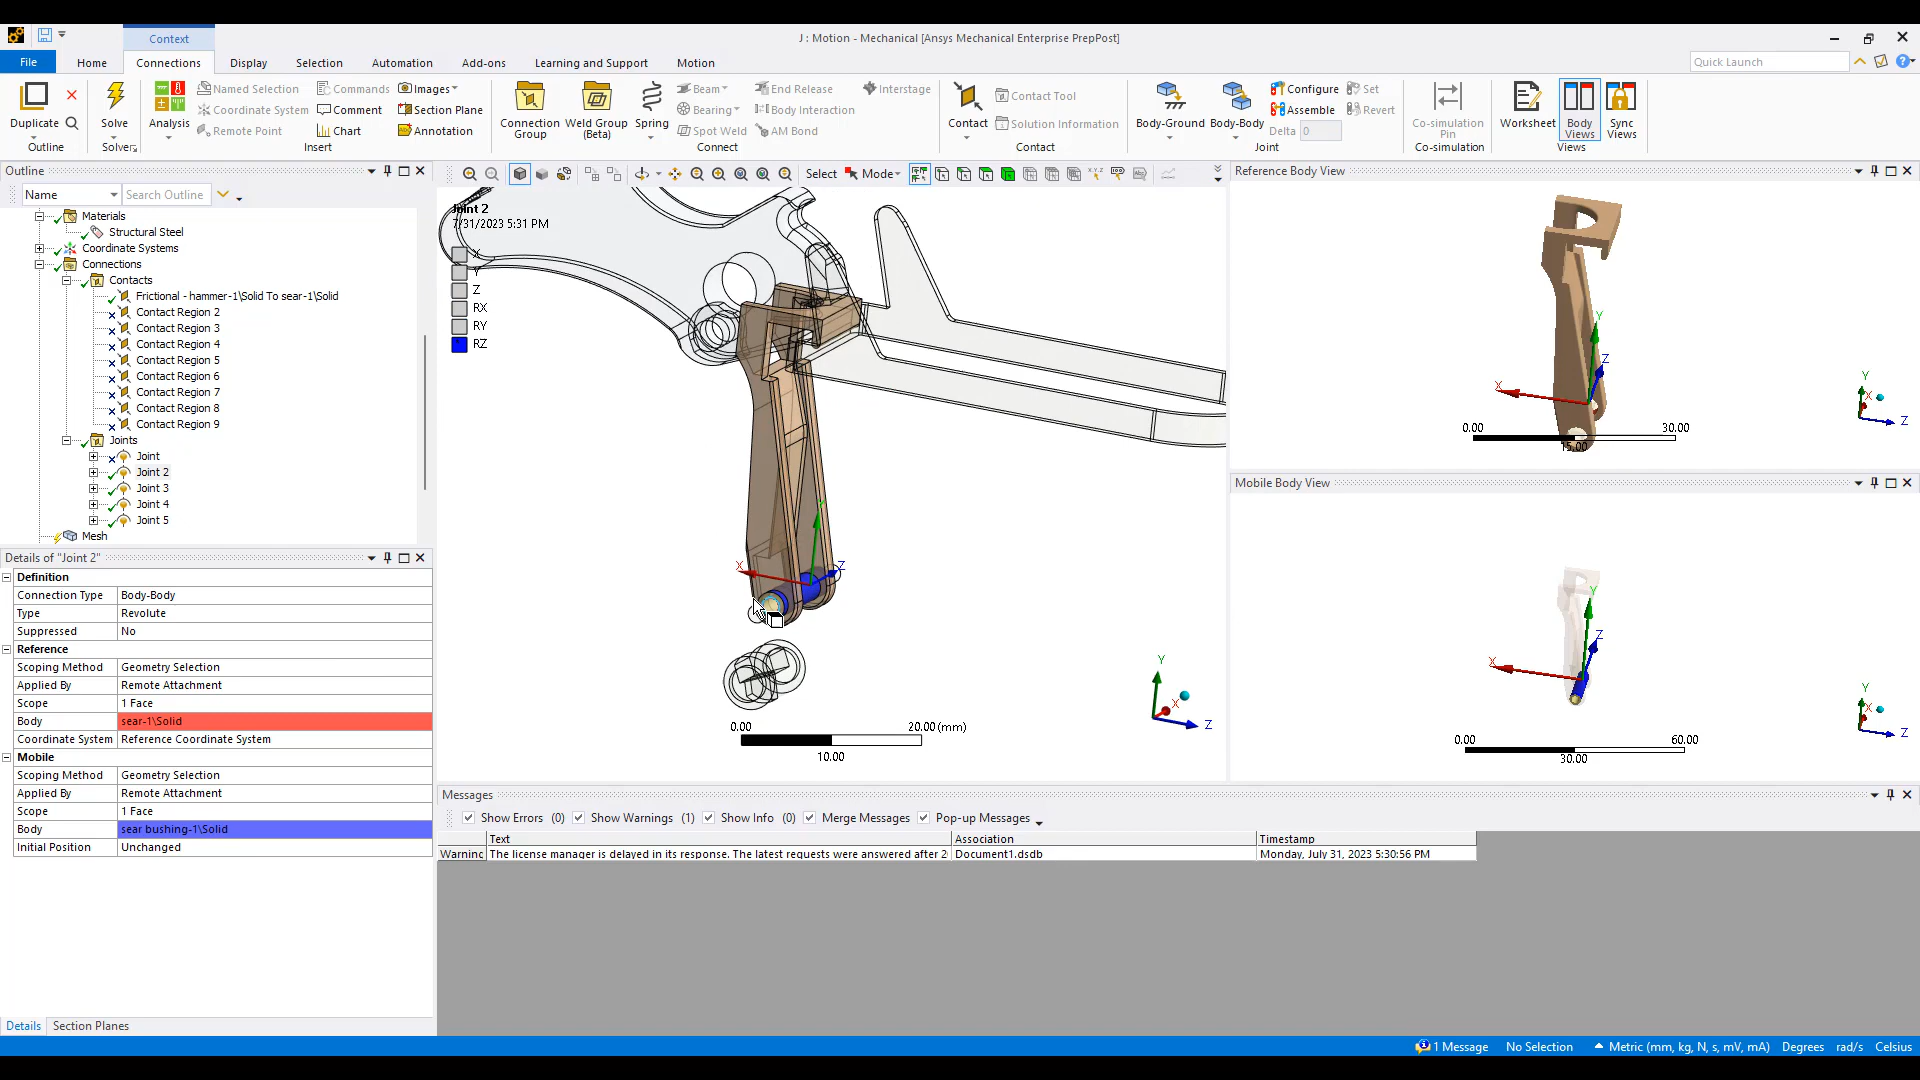 Context
J : Motion - Mechanical [Ansys Mechanical Enterprise PrepPost]
File
Home
Connections
Display
Selection
Automation
Add-ons
Learning and Support
Motion
Quick Launch
Duplicate
Outline
Solve
Solver
Analysis
Named Selection
Coordinate System
Remote Point
Commands
Comment
Chart
Images
Section Plane
Annotation
Insert
Connection Group
Weld Group (Beta)
Spring
Beam
Bearing
Spot Weld
End Release
Body Interaction
AM Bond
Interstage
Connect
Contact
Contact Tool
Solution Information
Contact
Body-Ground
Body-Body
Configure
Assemble
Delta 0
Set
Revert
Joint
Co-simulation Pin
Co-simulation
Worksheet
Body Views
Sync Views
Views
Outline
Name
Search Outline
Materials
Structural Steel
Coordinate Systems
Connections
Contacts
Frictional - hammer-1\Solid To sear-1\Solid
Contact Region 2
Contact Region 3
Contact Region 4
Contact Region 5
Contact Region 6
Contact Region 7
Contact Region 8
Contact Region 9
Joints
Joint
Joint 2
Joint 3
Joint 4
Joint 5
Mesh
Details of "Joint 2"
Definition
Connection Type Body-Body
Type Revolute
Suppressed No
Reference
Scoping Method Geometry Selection
Applied By Remote Attachment
Scope 1 Face
Body sear-1\Solid
Coordinate System Reference Coordinate System
Mobile
Scoping Method Geometry Selection
Applied By Remote Attachment
Scope 1 Face
Body sear bushing-1\Solid
Initial Position Unchanged
Details
Section Planes
Select
Mode
Joint 2
7/31/2023 5:31 PM
X
Y
Z
RX
RY
RZ
X
Y
Z
0.00
20.00 (mm)
10.00
Y
X
Z
Reference Body View
Y
Z
X
0.00
30.00
15.00
Y
X
Z
Mobile Body View
Y
Z
X
0.00
60.00
30.00
Y
X
Z
Messages
Show Errors (0)
Show Warnings (1)
Show Info (0)
Merge Messages
Pop-up Messages
Text
Association
Timestamp
Warning
The license manager is delayed in its response. The latest requests were answered after 2
Document1.dsdb
Monday, July 31, 2023 5:30:56 PM
1 Message
No Selection
Metric (mm, kg, N, s, mV, mA)
Degrees
rad/s
Celsius